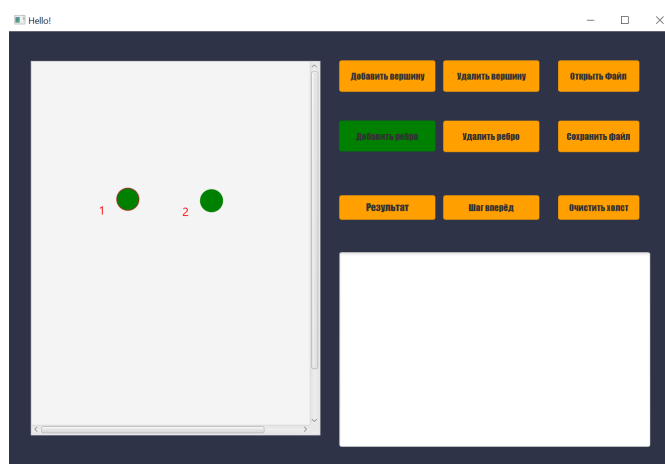 Hello!
Добавить вершину
Удалить вершину
Открыть Файл
Добавить ребро
Удалить ребро
Сохранить файл
1
2
Результат
Шаг вперёд
Очистить холст